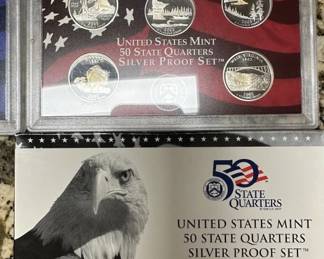 UNITED STATES MINT
50 STATE QUARTERS
SILVER PROOF SET™
50
STATE
QUARTERS
UNITED STATES MINT
50 STATE QUARTERS
SILVER PROOF SET™